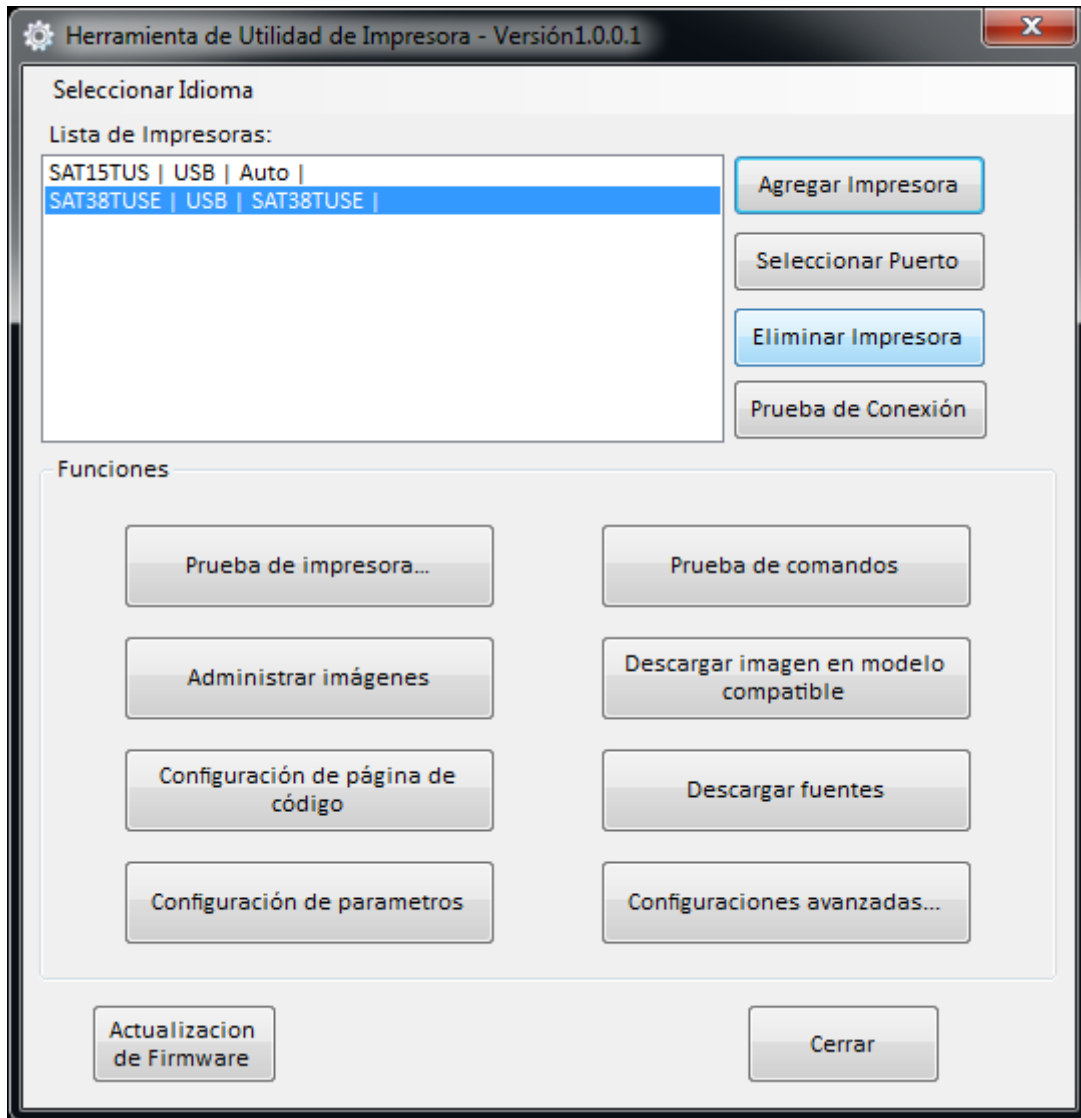 Herramienta de Utilidad de Impresora - Versión1.0.0.1
Seleccionar Idioma
Lista de Impresoras:
SAT15TUS | USB | Auto |
SAT38TUSE | USB | SAT38TUSE |
Agregar Impresora
Seleccionar Puerto
Eliminar Impresora
Prueba de Conexión
Funciones
Prueba de impresora...
Prueba de comandos
Administrar imágenes
Descargar imagen en modelo
compatible
Configuración de página de
código
Descargar fuentes
Configuración de parametros
Configuraciones avanzadas...
Actualizacion
de Firmware
Cerrar